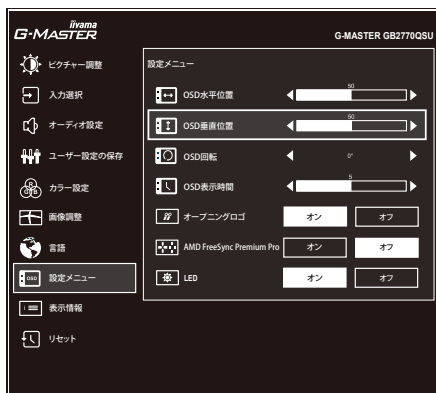 iiyama
G-MASTER
G-MASTER GB2770QSU
ピクチャー調整
入力選択
オーディオ設定
ユーザー設定の保存
R
G B
カラー設定
画像調整
言語
OSD
設定メニュー
i
表示情報
リセット
設定メニュー
OSD水平位置
50
OSD垂直位置
50
OSD回転
0°
OSD表示時間
5
オープニングロゴ
オン
オフ
AMD FreeSync Premium Pro
オン
オフ
LED
オン
オフ